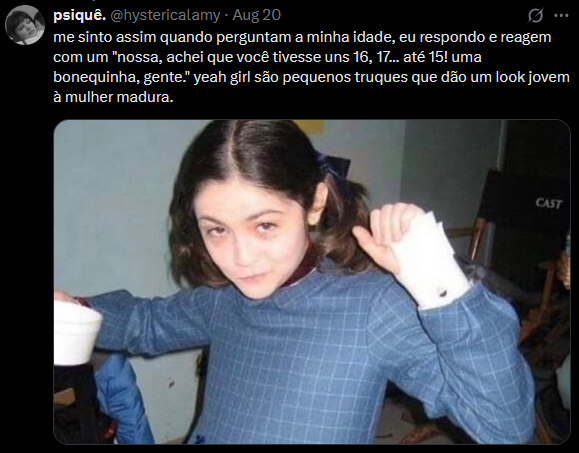 psiquê. @hystericalamy · Aug 20
me sinto assim quando perguntam a minha idade, eu respondo e reagem
com um "nossa, achei que você tivesse uns 16, 17... até 15! uma
bonequinha, gente." yeah girl são pequenos truques que dão um look jovem
à mulher madura.
CAST